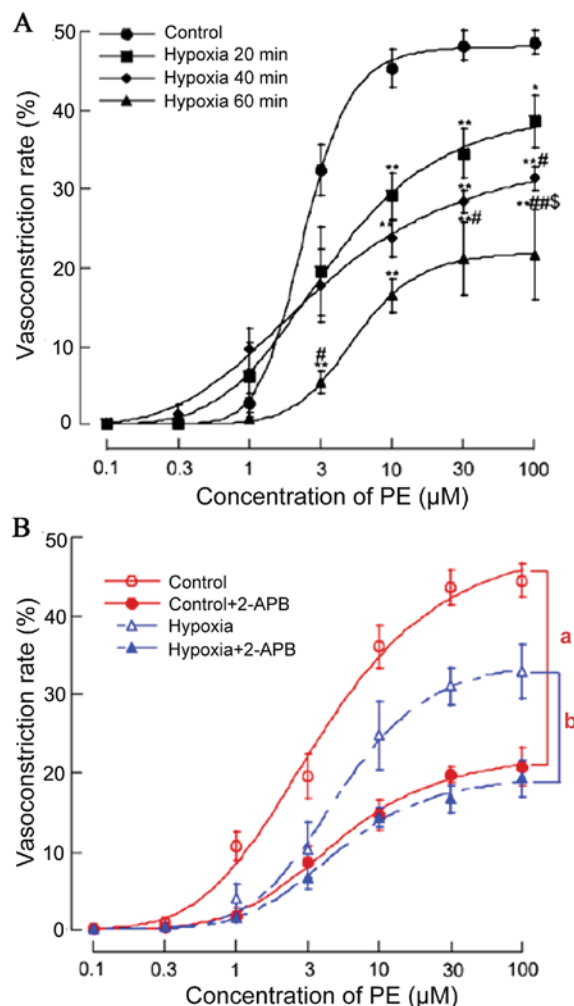 A
Control
Hypoxia 20 min
Hypoxia 40 min
Hypoxia 60 min
Vasoconstriction rate (%)
50
40
30
20
10
0
*
**
**
**#
**
**##$
**
**#
**
#
**
0.1 0.3 1 3 10 30 100
Concentration of PE (µM)
B
Control
Control+2-APB
Hypoxia
Hypoxia+2-APB
Vasoconstriction rate (%)
50
40
30
20
10
0
a
b
0.1 0.3 1 3 10 30 100
Concentration of PE (µM)